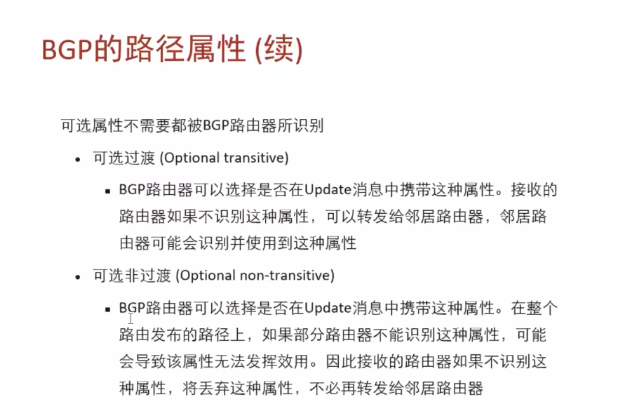 BGP的路径属性 (续)
可选属性不需要都被BGP路由器所识别
• 可选过渡 (Optional transitive)
▪ BGP路由器可以选择是否在Update消息中携带这种属性。接收的
路由器如果不识别这种属性，可以转发给邻居路由器，邻居路
由器可能会识别并使用到这种属性
• 可选非过渡 (Optional non-transitive)
▪ BGP路由器可以选择是否在Update消息中携带这种属性。在整个
路由发布的路径上，如果部分路由器不能识别这种属性，可能
会导致该属性无法发挥效用。因此接收的路由器如果不识别这
种属性，将丢弃这种属性，不必再转发给邻居路由器